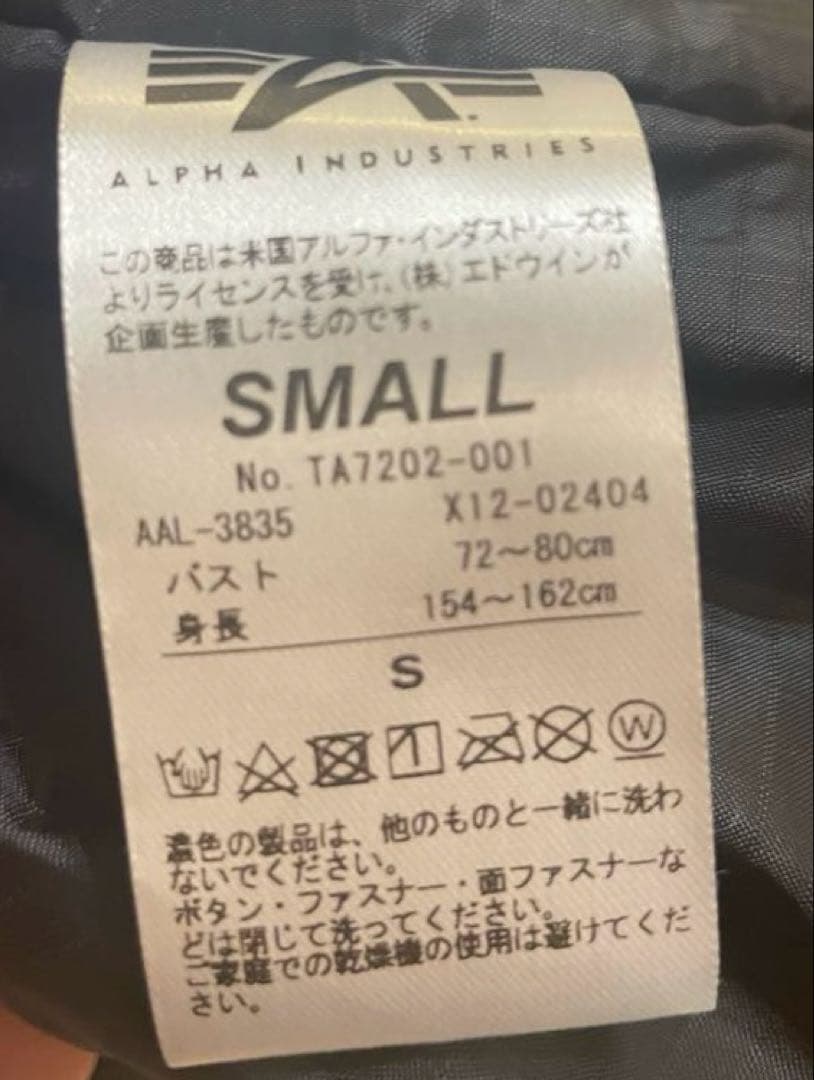 ALPHA INDUSTRIES
この商品は米国アルファ・インダストリーズ社
よりライセンスを受け、(株)エドウインが
企画生産したものです。
SMALL
No. TA7202-001
AAL-3835 X12-02404
バスト 72～80cm
身長 154～162cm
S
W
濃色の製品は、他のものと一緒に洗わ
ないでください。
ボタン・ファスナー・面ファスナーな
どは閉じて洗ってください。
ご家庭での乾燥機の使用は避けてくだ
さい。